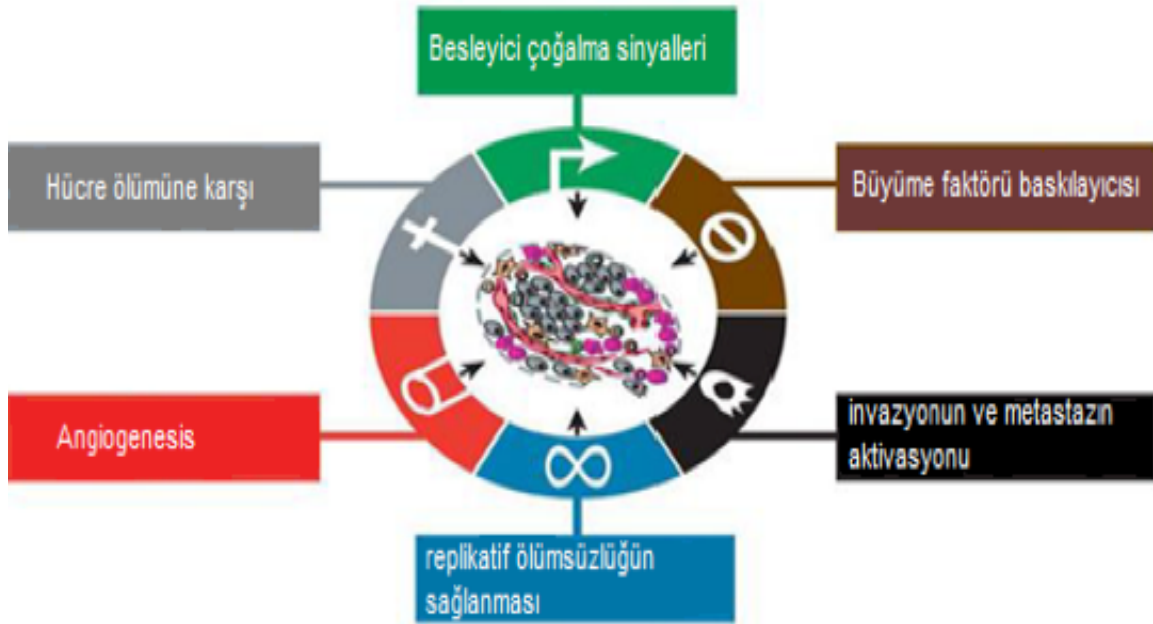 Besleyici çoğalma sinyalleri
Hücre ölümüne karşı
Büyüme faktörü baskılayıcısı
Angiogenesis
invazyonun ve metastazın
aktivasyonu
replikatif ölümsüzlüğün
sağlanması